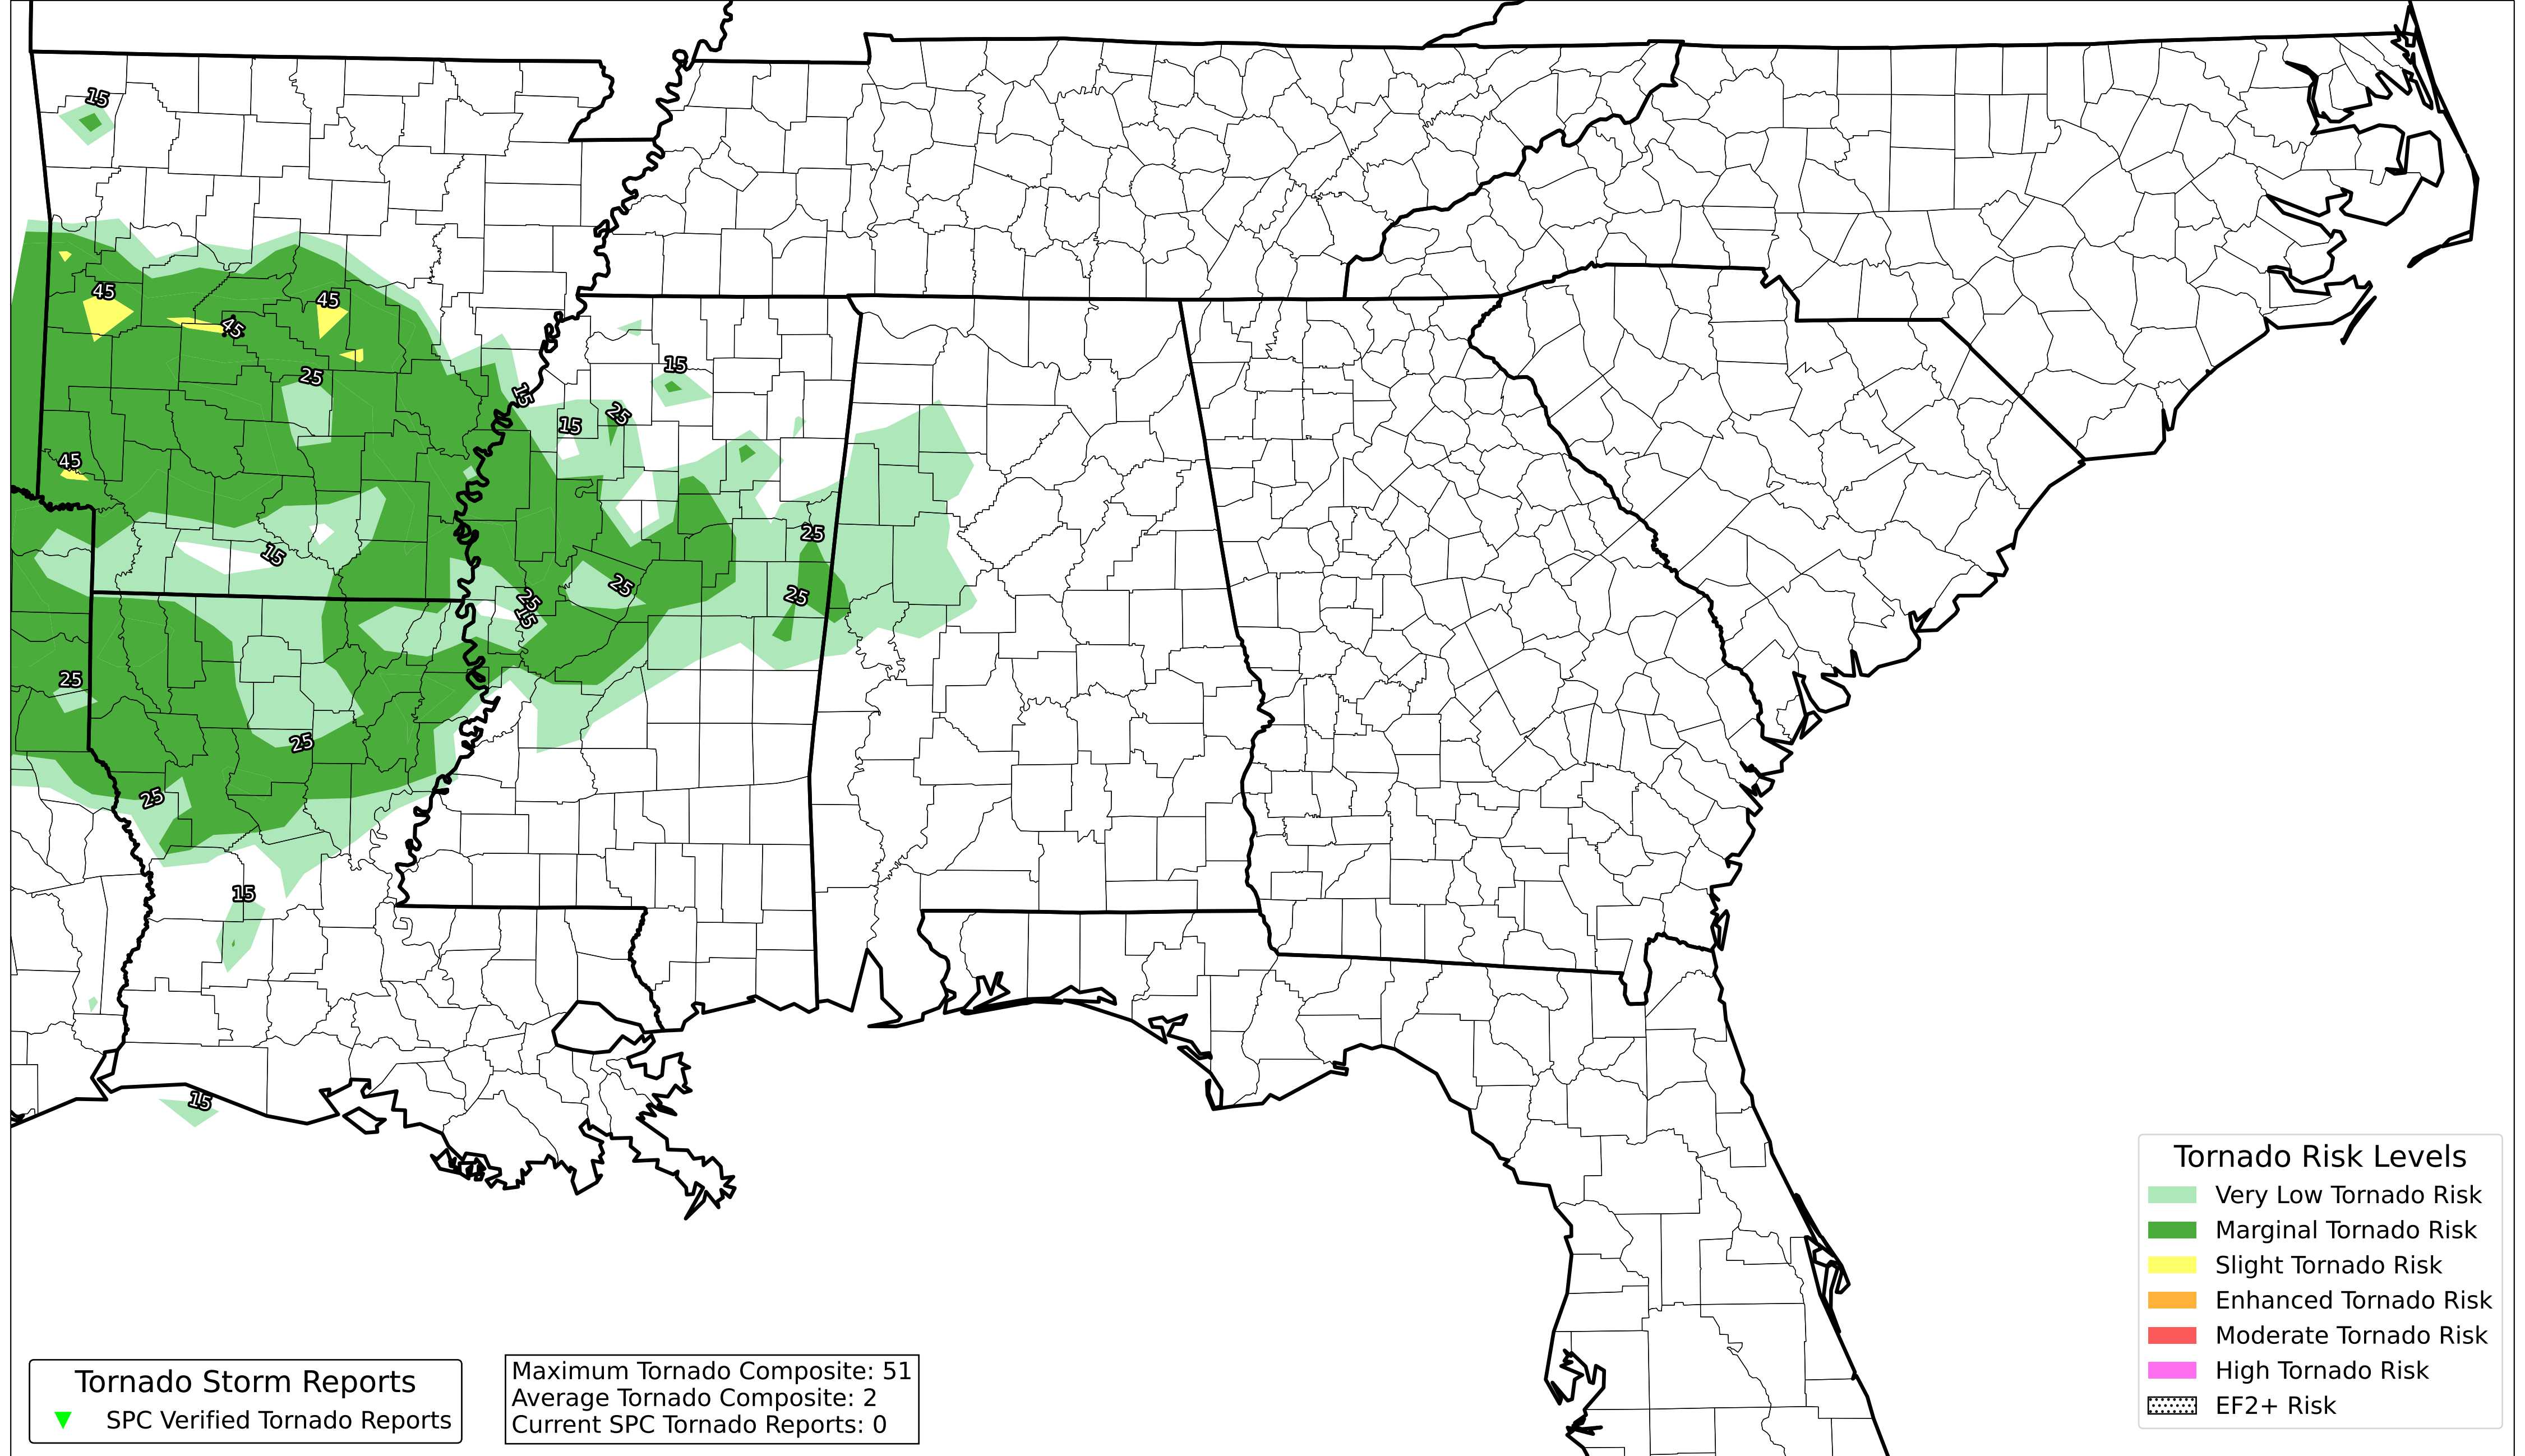 15
45
45
45
25
15
15
15
25
45
25
15
25
25
15
25
25
25
25
15
15
Tornado Risk Levels
Very Low Tornado Risk
Marginal Tornado Risk
Slight Tornado Risk
Enhanced Tornado Risk
Moderate Tornado Risk
High Tornado Risk
EF2+ Risk
Tornado Storm Reports
SPC Verified Tornado Reports
Maximum Tornado Composite: 51
Average Tornado Composite: 2
Current SPC Tornado Reports: 0